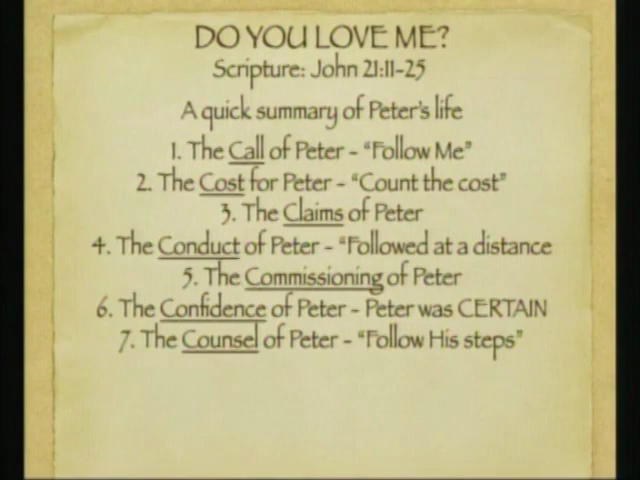 DO YOU LOVE ME?
Scripture: John 21:11-25
A quick summary of Peter's life
1. The Call of Peter - "Follow Me"
2. The Cost for Peter - "Count the cost"
3. The Claims of Peter
4. The Conduct of Peter - "Followed at a distance
5. The Commissioning of Peter
6. The Confidence of Peter - Peter was CERTAIN
7. The Counsel of Peter - "Follow His steps"